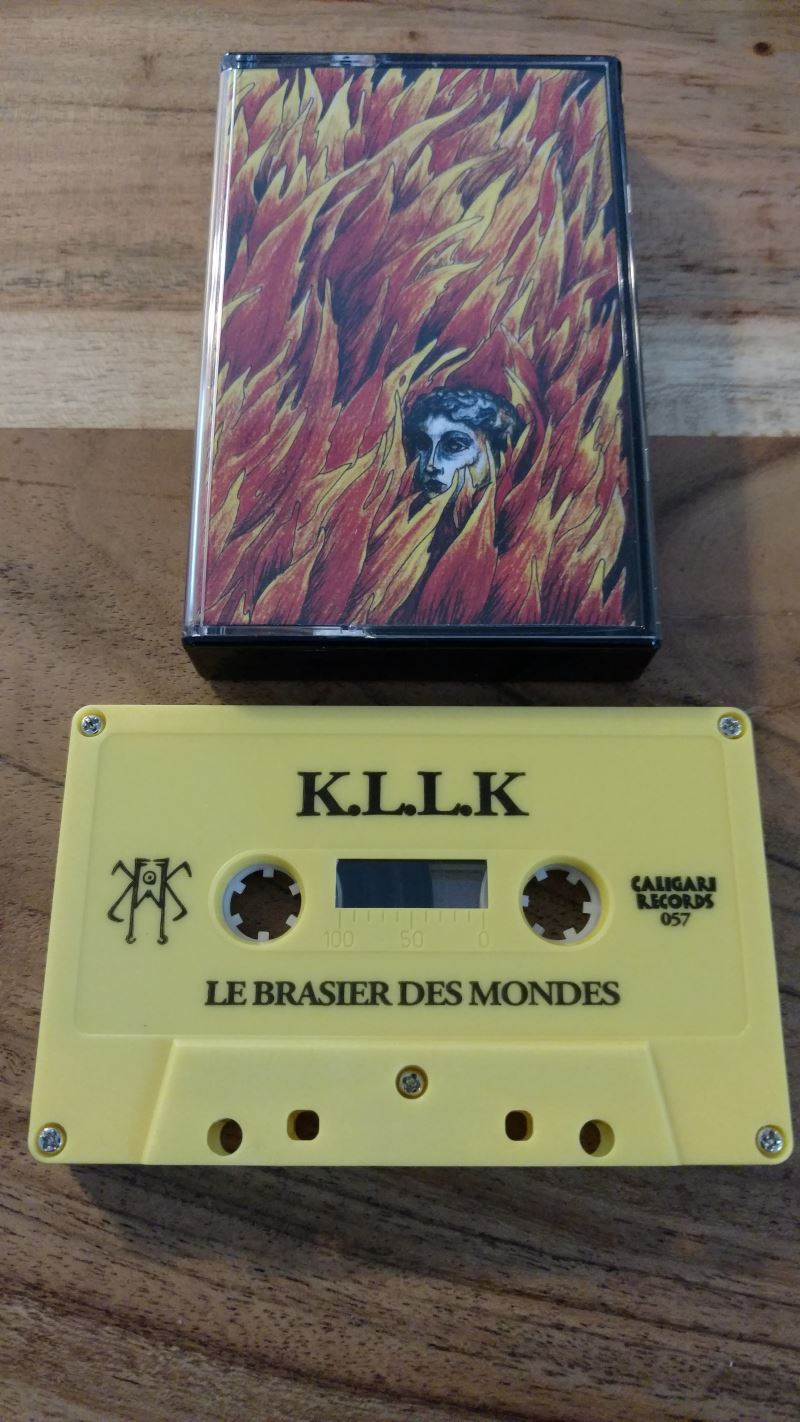 K.L.L.K
CALIGARI
RECORDS
057
100 50 0
LE BRASIER DES MONDES